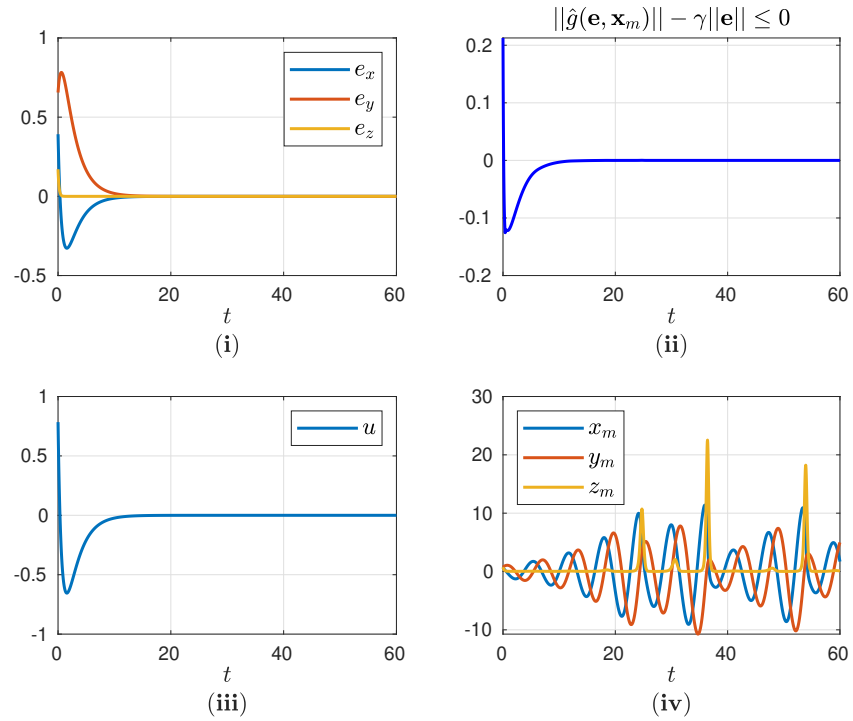 ||ĝ(e, x_m)|| − γ||e|| ≤ 0
1
0.5
0
-0.5
0 20 40 60
t
(i)
e_x
e_y
e_z
0.2
0.1
0
-0.1
-0.2
0 20 40 60
t
(ii)
1
0.5
0
-0.5
-1
0 20 40 60
t
(iii)
u
30
20
10
0
-10
0 20 40 60
t
(iv)
x_m
y_m
z_m